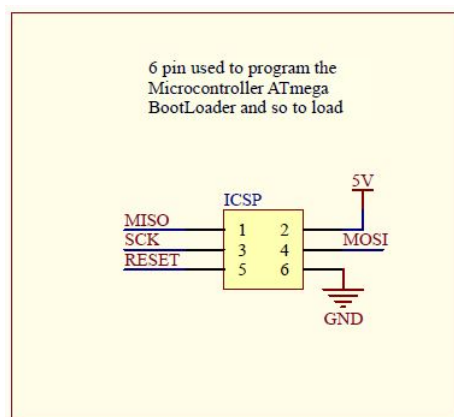 6 pin used to program the
Microcontroller ATmega
BootLoader and so to load
5V
ICSP
MISO 1 2
SCK 3 4 MOSI
RESET 5 6
GND